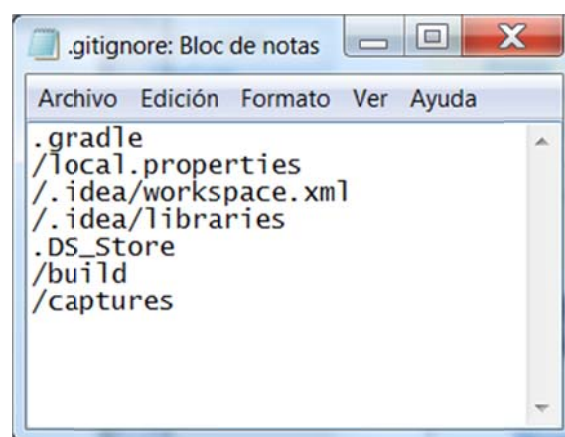 .gitignore: Bloc de notas
Archivo Edición Formato Ver Ayuda
.gradle
/local.properties
/.idea/workspace.xml
/.idea/libraries
.DS_Store
/build
/captures